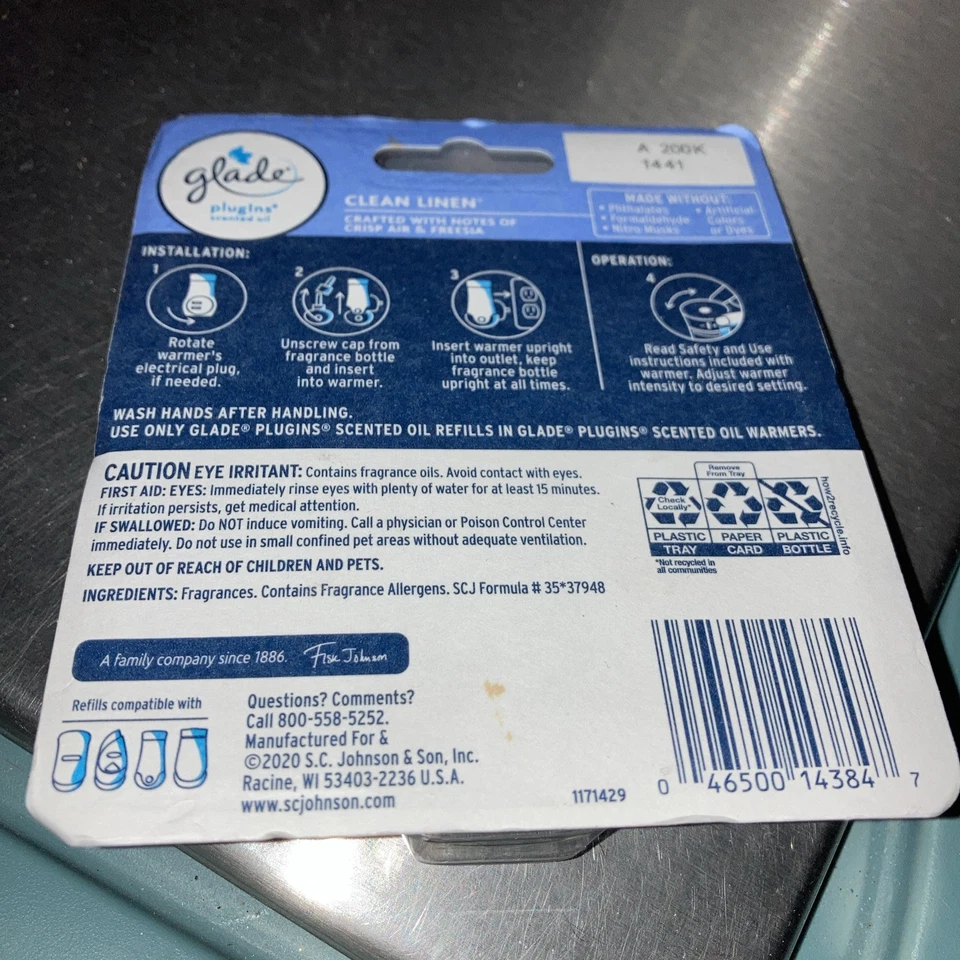 glade
plugins®
scented oil
A 200K
1441
CLEAN LINEN®
CRAFTED WITH NOTES OF
CRISP AIR & FREESIA
MADE WITHOUT:
• Phthalates
• Formaldehyde
• Nitro Musks
• Artificial
Colors
or Dyes
INSTALLATION:
1
Rotate
warmer's
electrical plug,
if needed.
2
Unscrew cap from
fragrance bottle
and insert
into warmer.
3
Insert warmer upright
into outlet, keep
fragrance bottle
upright at all times.
OPERATION:
4
Read Safety and Use
instructions included with
warmer. Adjust warmer
intensity to desired setting.
WASH HANDS AFTER HANDLING.
USE ONLY GLADE® PLUGINS® SCENTED OIL REFILLS IN GLADE® PLUGINS® SCENTED OIL WARMERS.
CAUTION EYE IRRITANT: Contains fragrance oils. Avoid contact with eyes.
FIRST AID: EYES: Immediately rinse eyes with plenty of water for at least 15 minutes.
If irritation persists, get medical attention.
IF SWALLOWED: Do NOT induce vomiting. Call a physician or Poison Control Center
immediately. Do not use in small confined pet areas without adequate ventilation.
KEEP OUT OF REACH OF CHILDREN AND PETS.
INGREDIENTS: Fragrances. Contains Fragrance Allergens. SCJ Formula # 35*37948
Remove
From Tray
Check
Locally*
PLASTIC
TRAY
PAPER
CARD
PLASTIC
BOTTLE
how2recycle.info
*Not recycled in
all communities
A family company since 1886. Fisk Johnson
Refills compatible with
Questions? Comments?
Call 800-558-5252.
Manufactured For &
©2020 S.C. Johnson & Son, Inc.
Racine, WI 53403-2236 U.S.A.
www.scjohnson.com
1171429
0 46500 14384 7